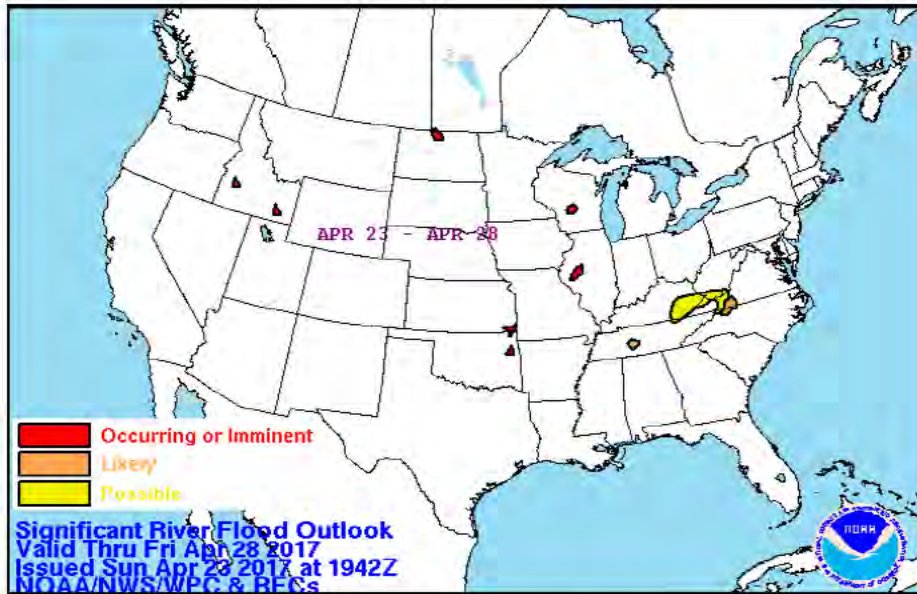 APR 23 - APR 28
Occurring or Imminent
Likely
Possible
Significant River Flood Outlook
Valid Thru Fri Apr 28 2017
Issued Sun Apr 23 2017 at 1942Z
NOAA/NWS/WPC & RFCs
NOAA